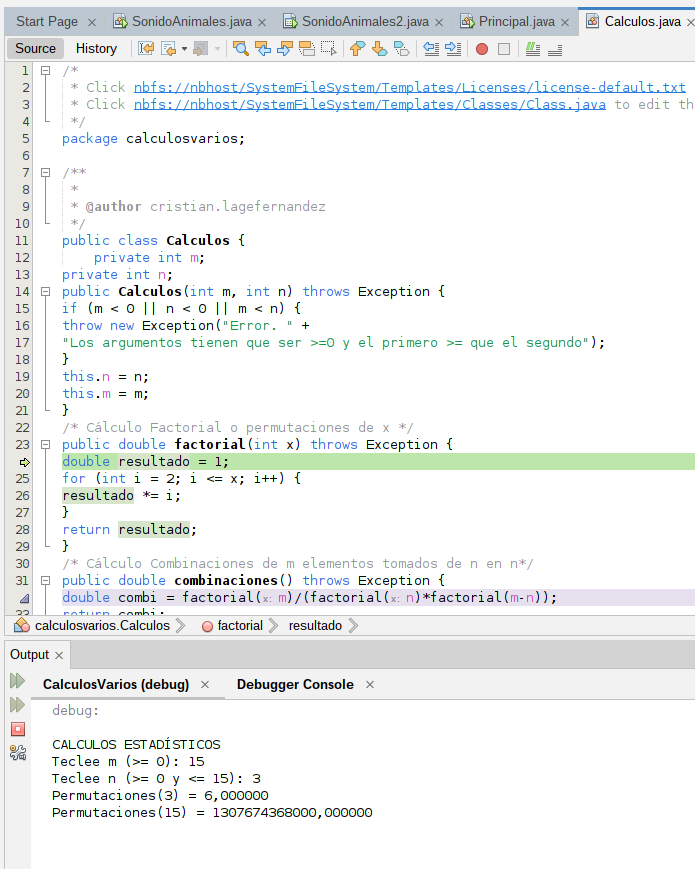 Start Page × SonidoAnimales.java × SonidoAnimales2.java × Principal.java × Calculos.java ×
Source History
1 /*
2 * Click nbfs://nbhost/SystemFileSystem/Templates/Licenses/license-default.txt
3 * Click nbfs://nbhost/SystemFileSystem/Templates/Classes/Class.java to edit th
4 */
5 package calculosvarios;
6
7 /**
8 *
9 * @author cristian.lagefernandez
10 */
11 public class Calculos {
12 private int m;
13 private int n;
14 public Calculos(int m, int n) throws Exception {
15 if (m < 0 || n < 0 || m < n) {
16 throw new Exception("Error. " +
17 "Los argumentos tienen que ser >=0 y el primero >= que el segundo");
18 }
19 this.n = n;
20 this.m = m;
21 }
22 /* Cálculo Factorial o permutaciones de x */
23 public double factorial(int x) throws Exception {
double resultado = 1;
25 for (int i = 2; i <= x; i++) {
26 resultado *= i;
27 }
28 return resultado;
29 }
30 /* Cálculo Combinaciones de m elementos tomados de n en n*/
31 public double combinaciones() throws Exception {
double combi = factorial(x: m)/(factorial(x: n)*factorial(m-n));
33 return combi;
calculosvarios.Calculos factorial resultado
Output ×
CalculosVarios (debug) × Debugger Console ×
debug:
CALCULOS ESTADÍSTICOS
Teclee m (>= 0): 15
Teclee n (>= 0 y <= 15): 3
Permutaciones(3) = 6,000000
Permutaciones(15) = 1307674368000,000000